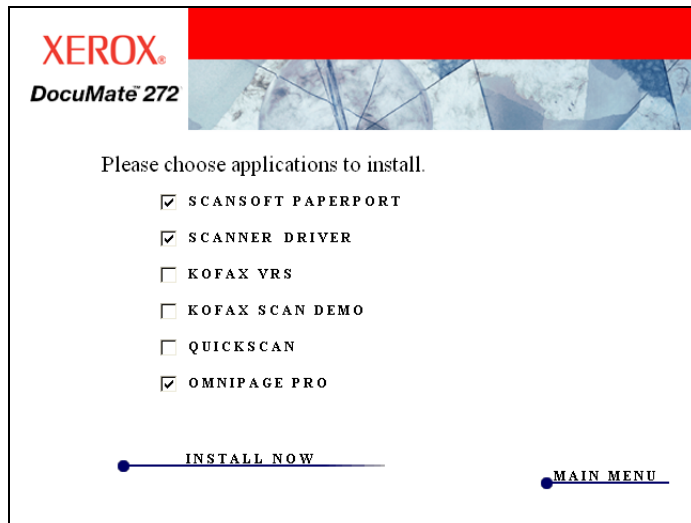 XEROX®
DocuMate™ 272
Please choose applications to install.
SCANSOFT PAPERPORT
SCANNER DRIVER
KOFAX VRS
KOFAX SCAN DEMO
QUICKSCAN
OMNIPAGE PRO
INSTALL NOW
MAIN MENU